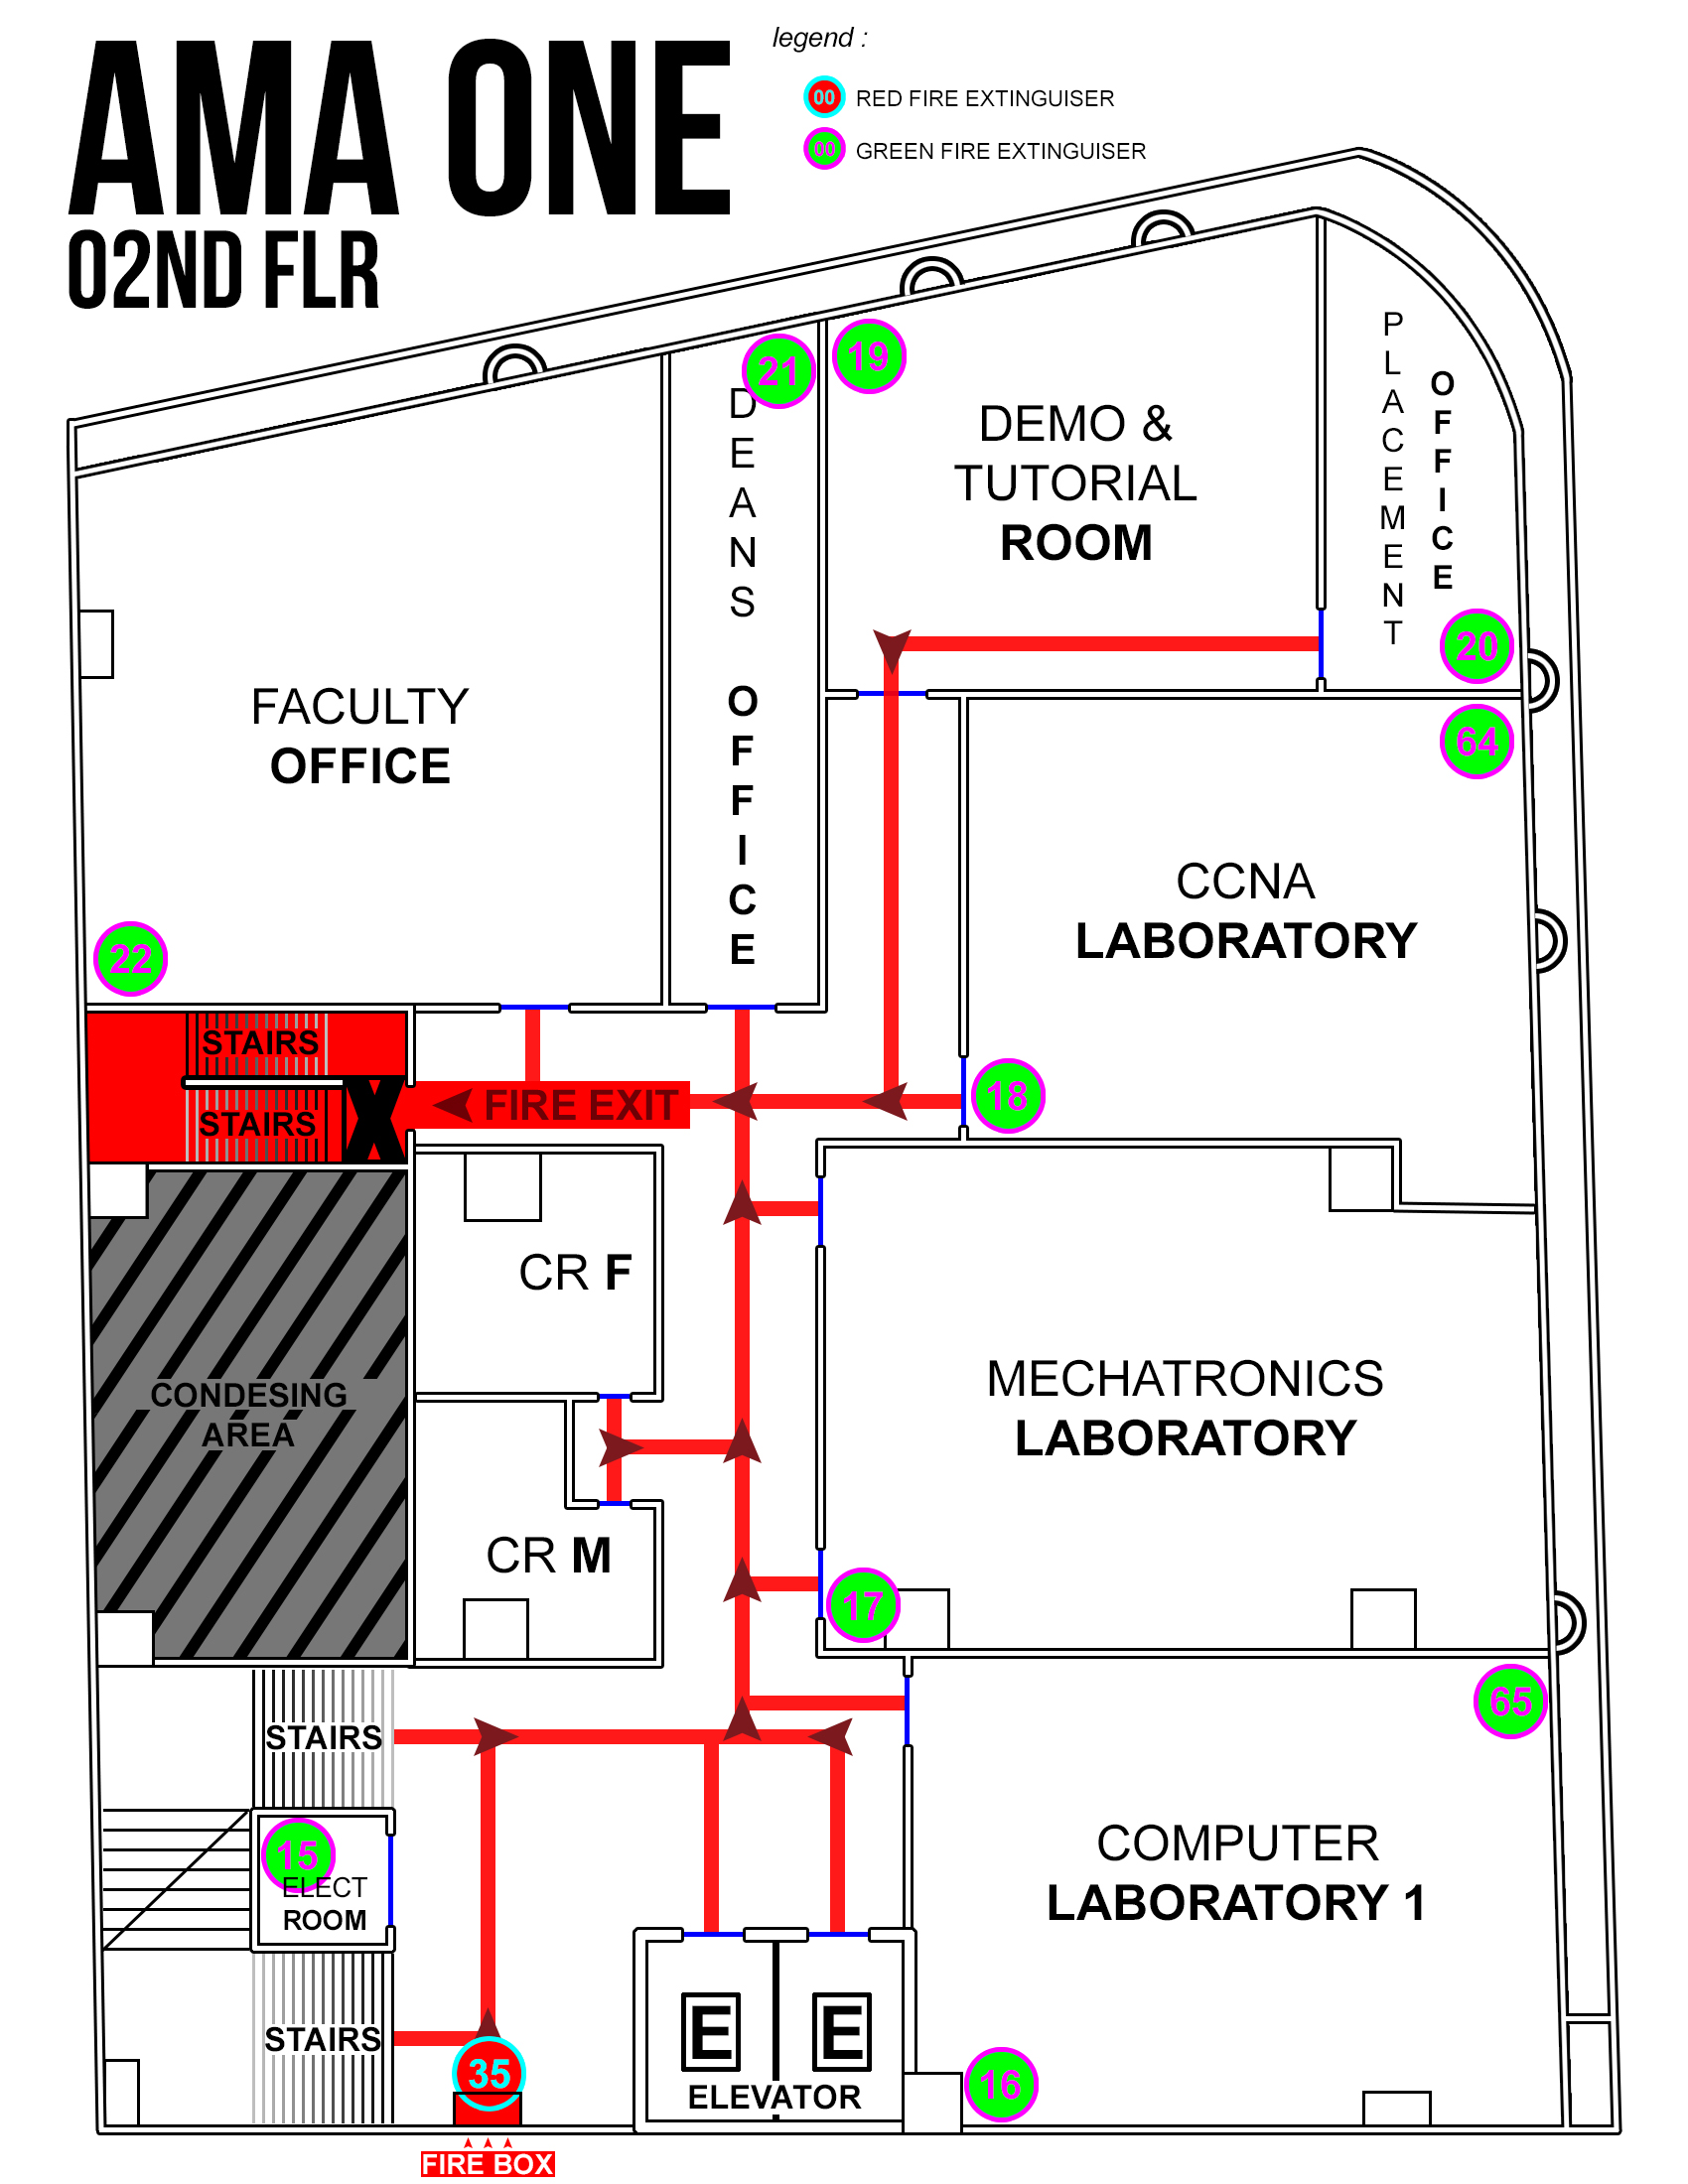 AMA ONE
02ND FLR
legend :
00 RED FIRE EXTINGUISER
00 GREEN FIRE EXTINGUISER
21
19
DEANS
OFFICE
DEMO &
TUTORIAL
ROOM
PLACEMENT
OFFICE
20
64
FACULTY
OFFICE
22
CCNA
LABORATORY
STAIRS
STAIRS
X
FIRE EXIT
18
CR F
CONDESING
AREA
MECHATRONICS
LABORATORY
CR M
17
65
STAIRS
15
ELECT
ROOM
COMPUTER
LABORATORY 1
STAIRS
35
E E
ELEVATOR
16
FIRE BOX